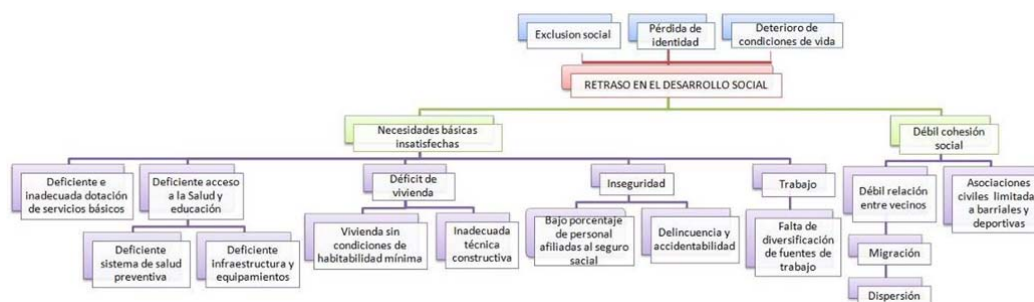 Exclusion social
Pérdida de
identidad
Deterioro de
condiciones de vida
RETRASO EN EL DESARROLLO SOCIAL
Necesidades básicas
insatisfechas
Débil cohesión
social
Deficiente e
inadecuada dotación
de servicios básicos
Deficiente acceso
a la Salud y
educación
Déficit de
vivienda
Inseguridad
Trabajo
Débil relación
entre vecinos
Asociaciones
civiles limitada
a barriales y
deportivas
Deficiente
sistema de salud
preventiva
Deficiente
infraestructura y
equipamientos
Vivienda sin
condiciones de
habitabilidad mínima
Inadecuada
técnica
constructiva
Bajo porcentaje
de personal
afiliadas al seguro
sacial
Delincuencia y
accidentabilidad
Falta de
diversificación de
fuentes de
trabajo
Migración
Dispersión